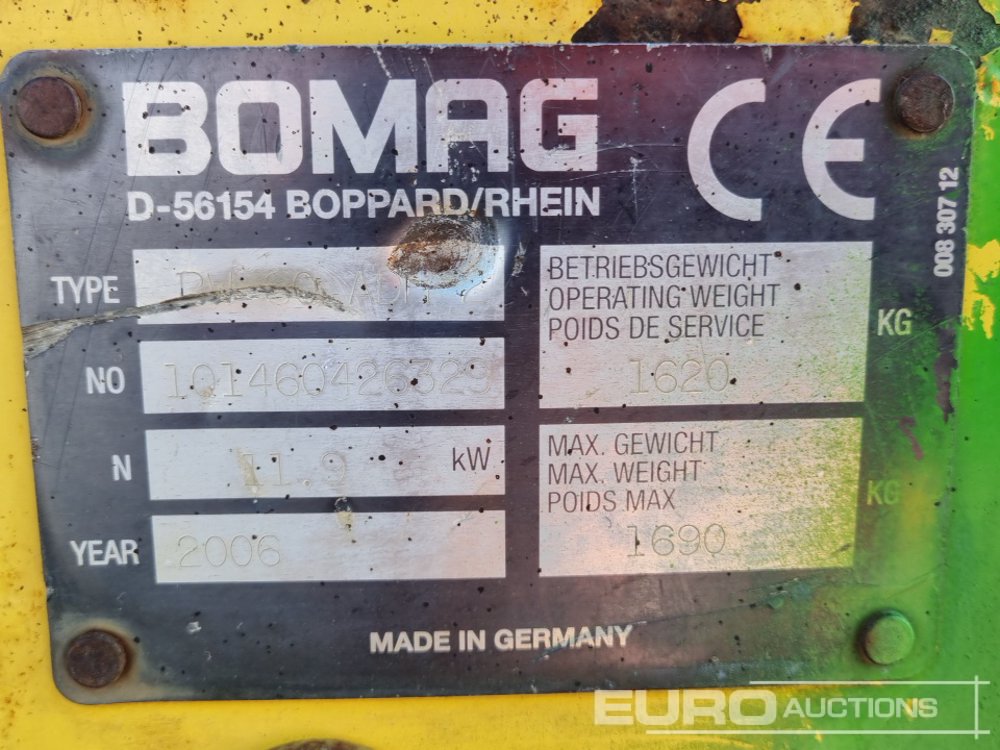 BOMAG
CE
D-56154 BOPPARD/RHEIN
008 307 12
TYPE
NO 101460426329
N 11.9 kW
YEAR 2006
BETRIEBSGEWICHT
OPERATING WEIGHT
POIDS DE SERVICE
1620 KG
MAX. GEWICHT
MAX. WEIGHT
POIDS MAX
1690 KG
MADE IN GERMANY
EURO AUCTIONS